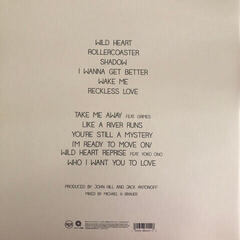 WILD HEART
ROLLERCOASTER
SHADOW
I WANNA GET BETTER
WAKE ME
RECKLESS LOVE
TAKE ME AWAY FEAT GRIMES
LIKE A RIVER RUNS
YOU'RE STILL A MYSTERY
I'M READY TO MOVE ON/
WILD HEART REPRISE FEAT YOKO ONO
WHO I WANT YOU TO LOVE
PRODUCED BY JOHN HILL AND JACK ANTONOFF
MIXED BY MICHAEL H BRAUER
RCA